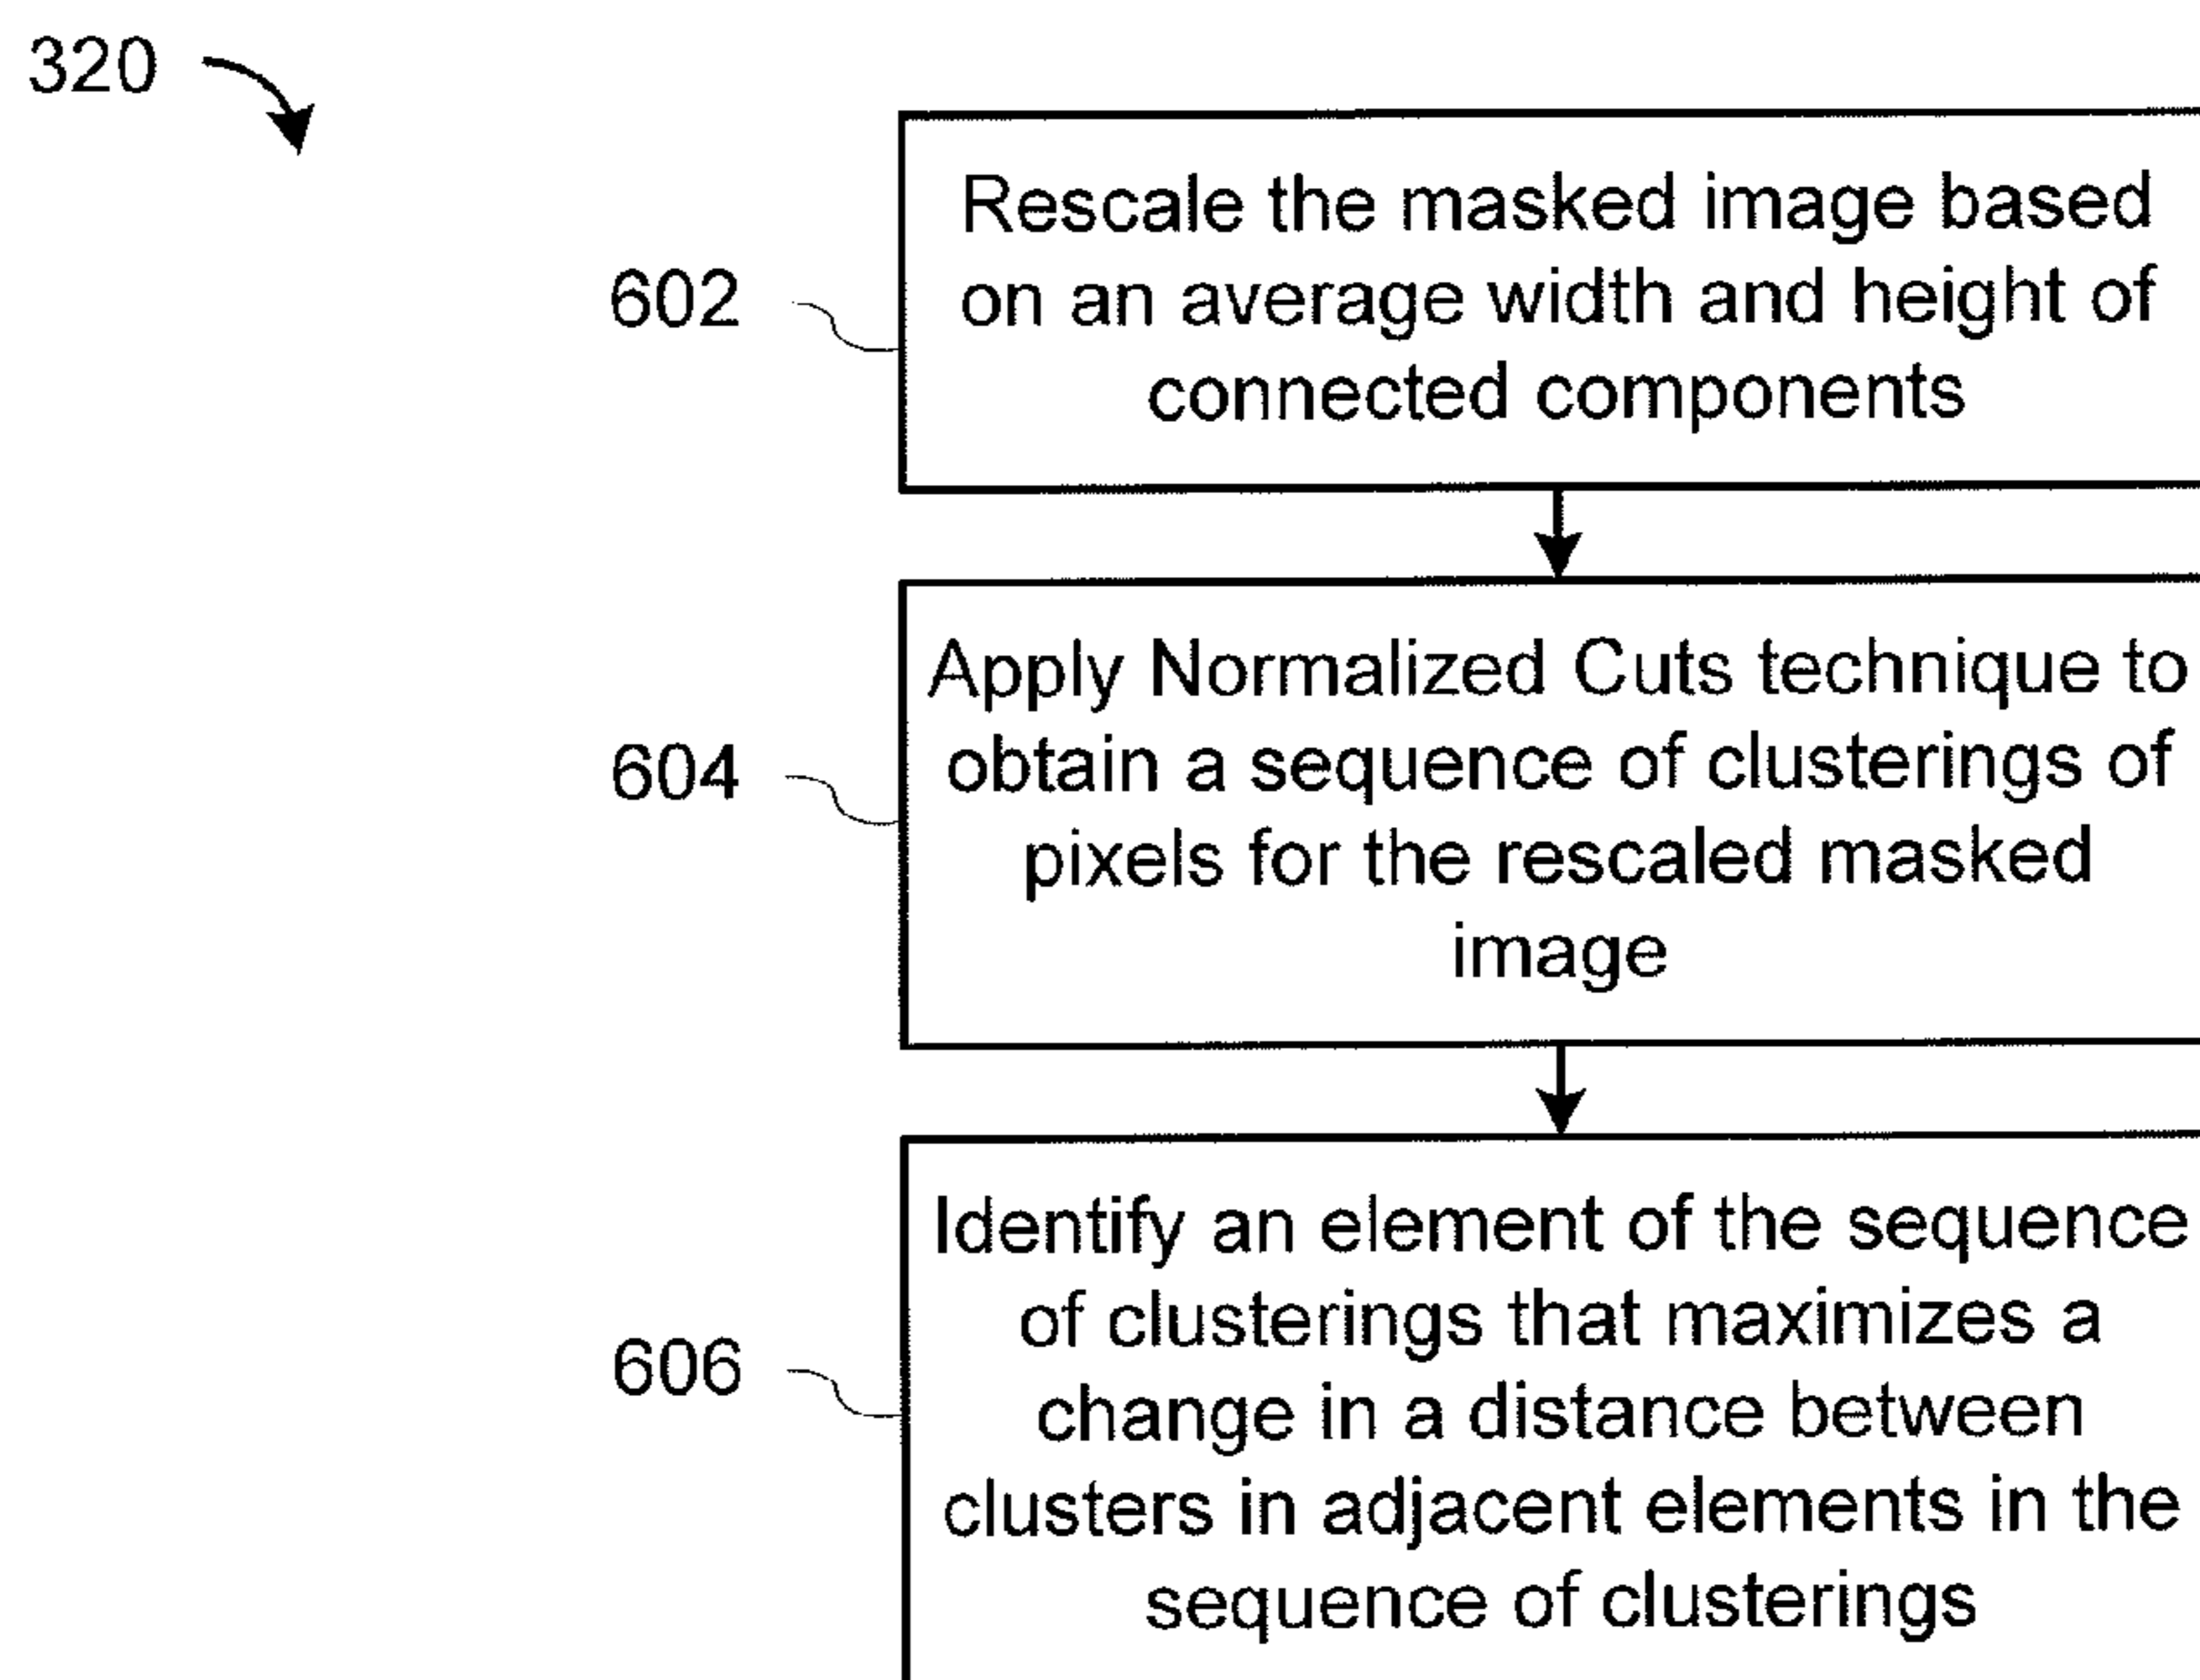 320
602
Rescale the masked image based
on an average width and height of
connected components
604
Apply Normalized Cuts technique to
obtain a sequence of clusterings of
pixels for the rescaled masked
image
606
Identify an element of the sequence
of clusterings that maximizes a
change in a distance between
clusters in adjacent elements in the
sequence of clusterings